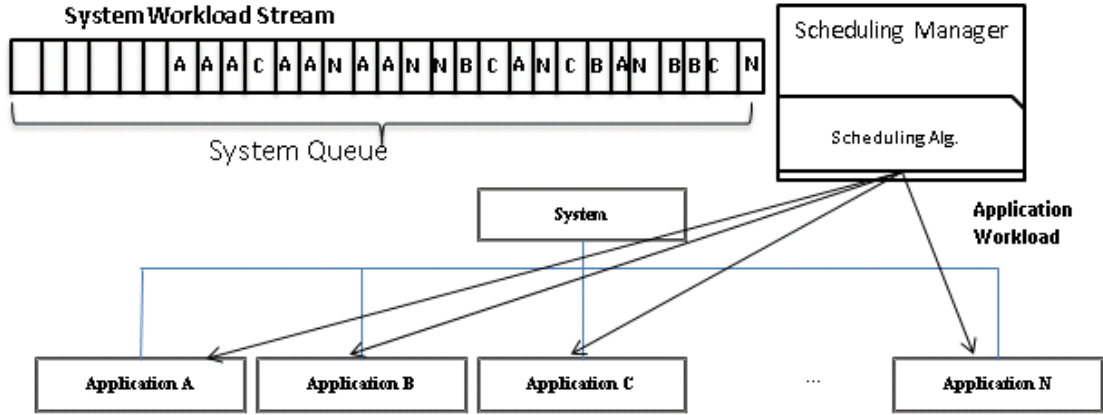 System Workload Stream
A A A C A A N A A N N B C A N C B A N B B C N
System Queue
Scheduling Manager
Scheduling Alg.
System
Application
Workload
Application A
Application B
Application C
...
Application N